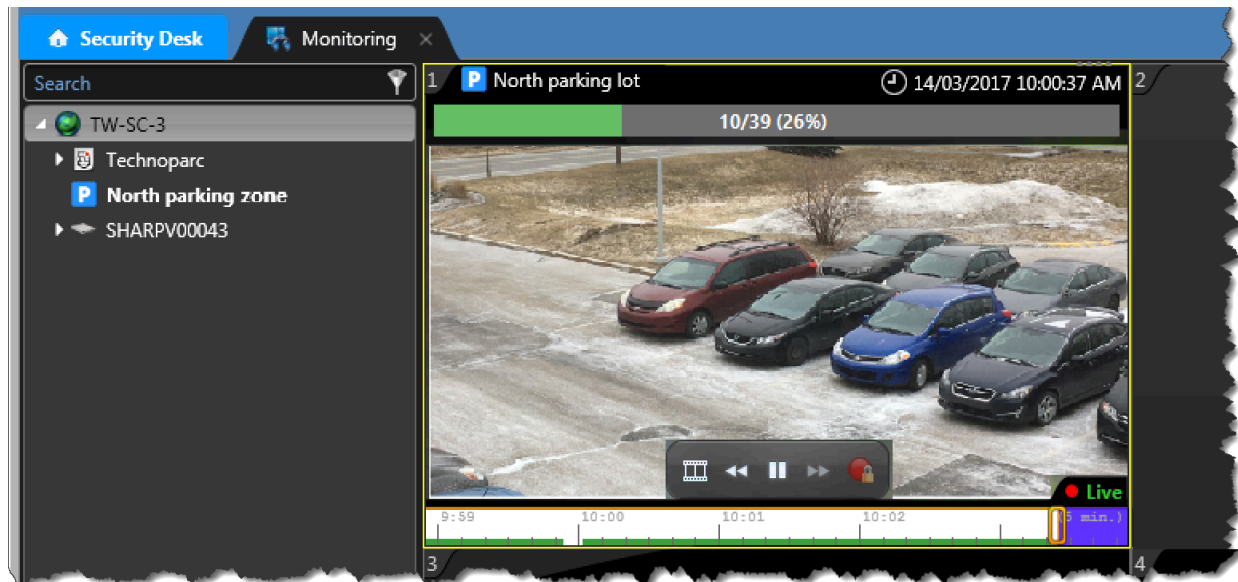 Security Desk
Monitoring
Search
TW-SC-3
Technoparc
North parking zone
SHARPV00043
1
P North parking lot
14/03/2017 10:00:37 AM
2
10/39 (26%)
Live
9:59 10:00 10:01 10:02 (5 min.)
3
4